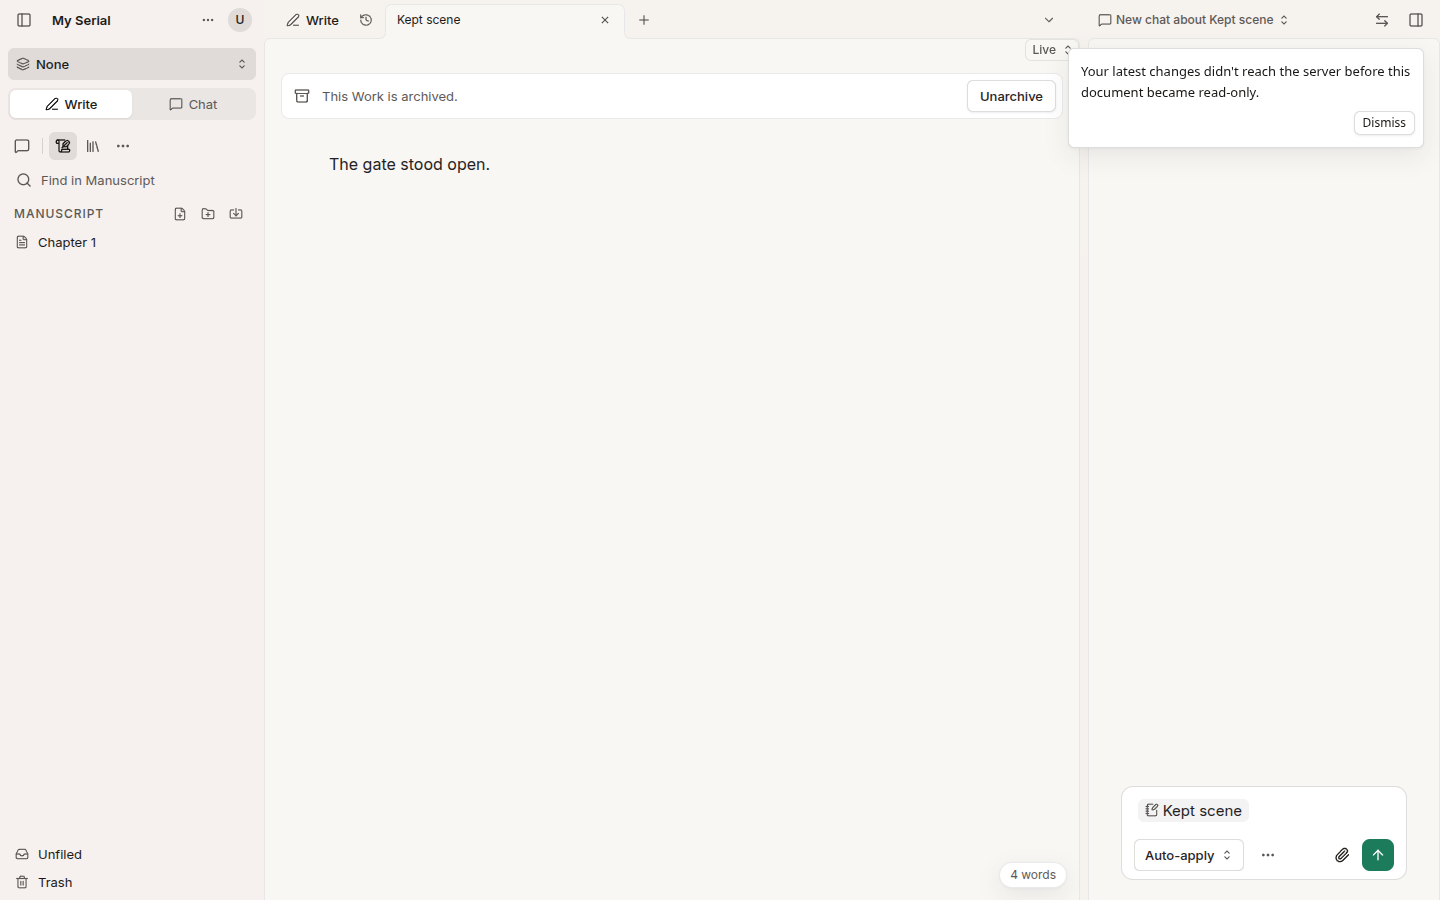 My Serial
U
None
Write
Chat
Find in Manuscript
MANUSCRIPT
Chapter 1
Unfiled
Trash
Write
Kept scene
Live
This Work is archived.
Unarchive
The gate stood open.
4 words
New chat about Kept scene
Your latest changes didn't reach the server before this
document became read-only.
Dismiss
Kept scene
Auto-apply